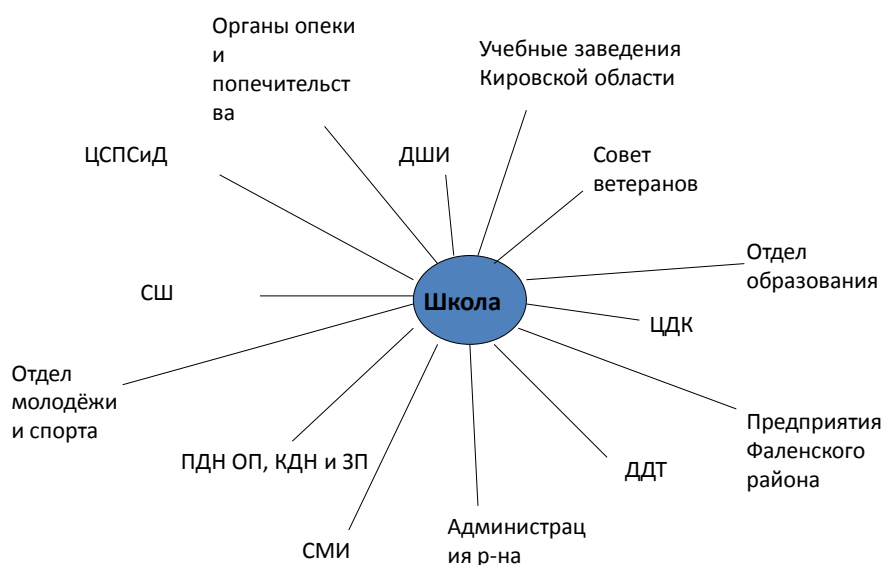 Органы опеки
и
попечительст
ва
Учебные заведения
Кировской области
ЦСПСиД
ДШИ
Совет
ветеранов
Отдел
образования
СШ
Школа
ЦДК
Отдел
молодёжи
и спорта
Предприятия
Фаленского
района
ПДН ОП, КДН и ЗП
ДДТ
СМИ
Администрац
ия р-на